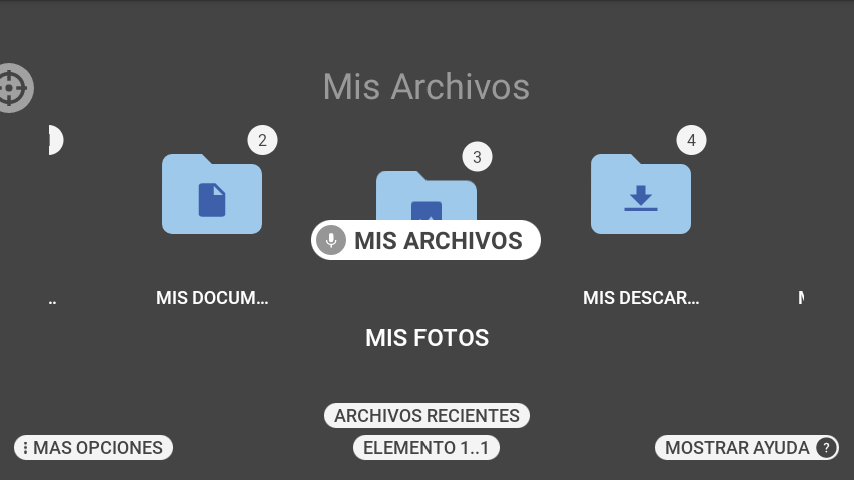 Mis Archivos
2
3
4
MIS ARCHIVOS
..
MIS DOCUM...
MIS DESCAR...
MIS FOTOS
ARCHIVOS RECIENTES
MAS OPCIONES
ELEMENTO 1..1
MOSTRAR AYUDA ?